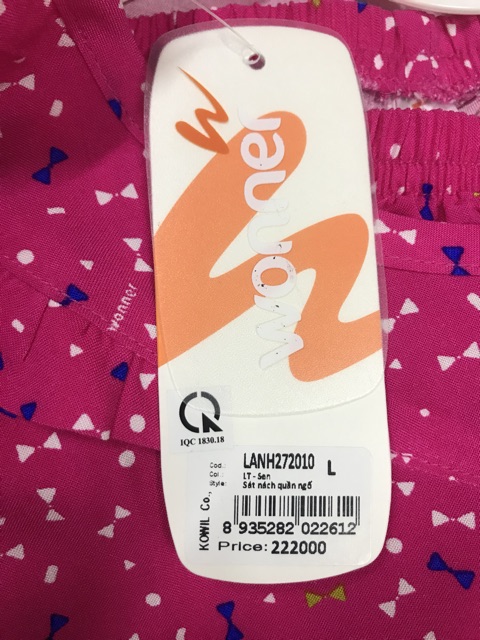 wonner
wonner
IQC 1830.18
Cod.: LANH272010 L
Col.: LT-Sen
Style: Sát nách quần ngố
KOWIL Co.,
8 935282 022612
Price: 222000